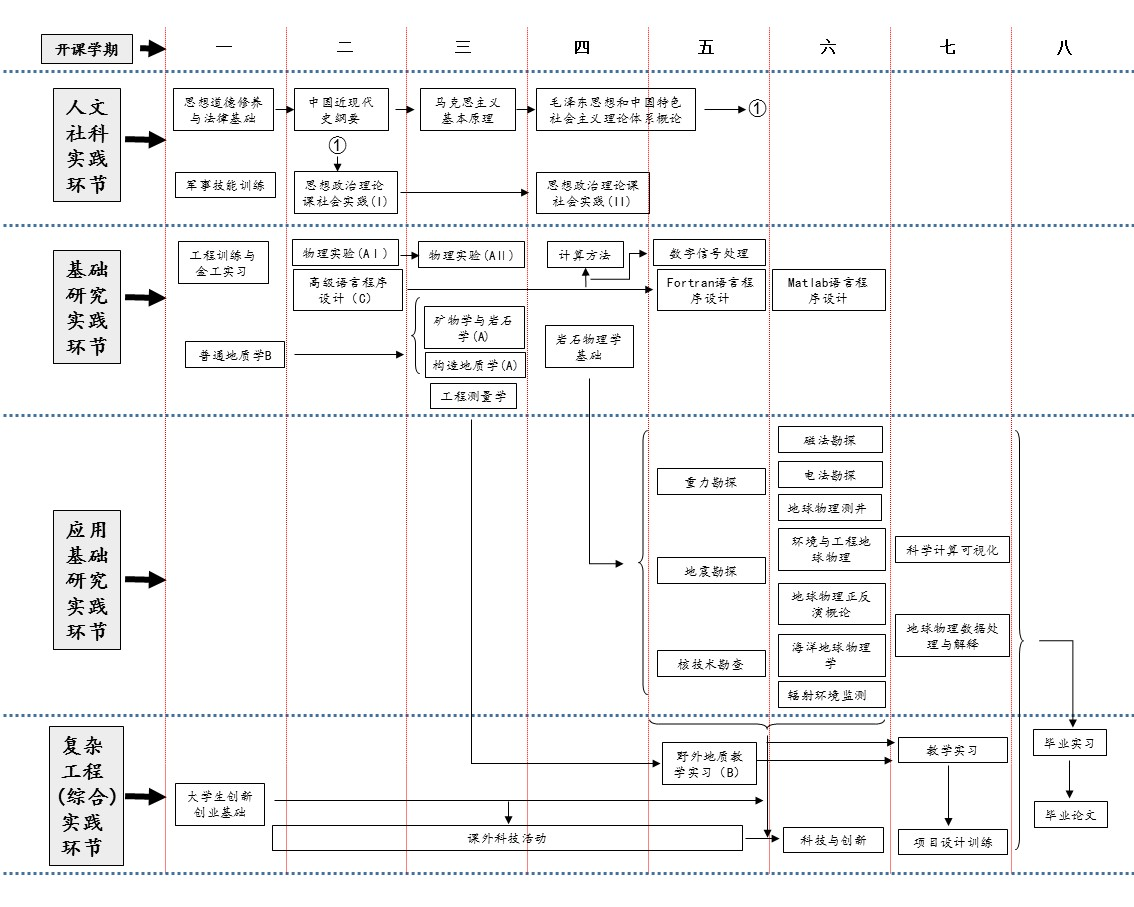 开课学期
一
二
三
四
五
六
七
八
人文
社科
实践
环节
思想道德修养
与法律基础
中国近现代
史纲要
马克思主义
基本原理
毛泽东思想和中国特色
社会主义理论体系概论
①
①
军事技能训练
思想政治理论
课社会实践(I)
思想政治理论课
社会实践(II)
基础
研究
实践
环节
工程训练与
金工实习
物理实验(AⅠ)
物理实验(AⅡ)
计算方法
数字信号处理
高级语言程序
设计（C）
Fortran语言程
序设计
Matlab语言程
序设计
矿物学与岩石
学(A)
岩石物理学
基础
普通地质学B
构造地质学(A)
工程测量学
应用
基础
研究
实践
环节
磁法勘探
重力勘探
电法勘探
地球物理测井
环境与工程地
球物理
科学计算可视化
地震勘探
地球物理正反
演概论
地球物理数据处
理与解释
海洋地球物理
学
核技术勘查
辐射环境监测
复杂
工程
(综合)
实践
环节
野外地质教
学实习（B）
教学实习
毕业实习
大学生创新
创业基础
毕业论文
课外科技活动
科技与创新
项目设计训练